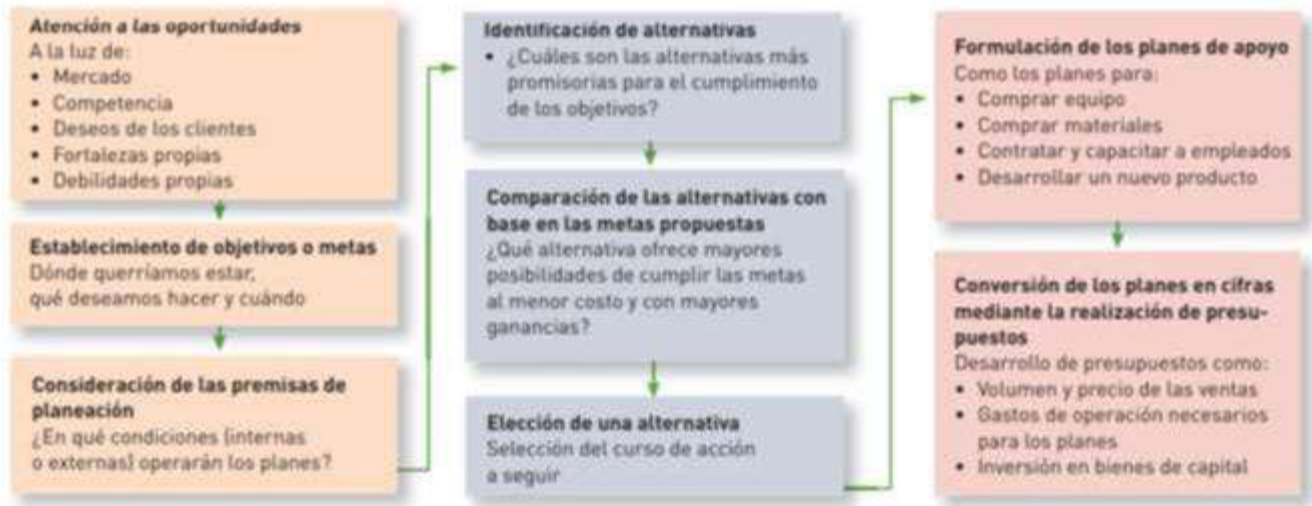 Atención a las oportunidades
A la luz de:
• Mercado
• Competencia
• Deseos de los clientes
• Fortalezas propias
• Debilidades propias
Establecimiento de objetivos o metas
Dónde querríamos estar,
qué deseamos hacer y cuándo
Consideración de las premisas de
planeación
¿En qué condiciones (internas
o externas) operarán los planes?
Identificación de alternativas
• ¿Cuáles son las alternativas más
promisorias para el cumplimiento
de los objetivos?
Comparación de las alternativas con
base en las metas propuestas
¿Qué alternativa ofrece mayores
posibilidades de cumplir las metas
al menor costo y con mayores
ganancias?
Elección de una alternativa
Selección del curso de acción
a seguir
Formulación de los planes de apoyo
Como los planes para:
• Comprar equipo
• Comprar materiales
• Contratar y capacitar a empleados
• Desarrollar un nuevo producto
Conversión de los planes en cifras
mediante la realización de presu-
puestos
Desarrollo de presupuestos como:
• Volumen y precio de las ventas
• Gastos de operación necesarios
para los planes
• Inversión en bienes de capital